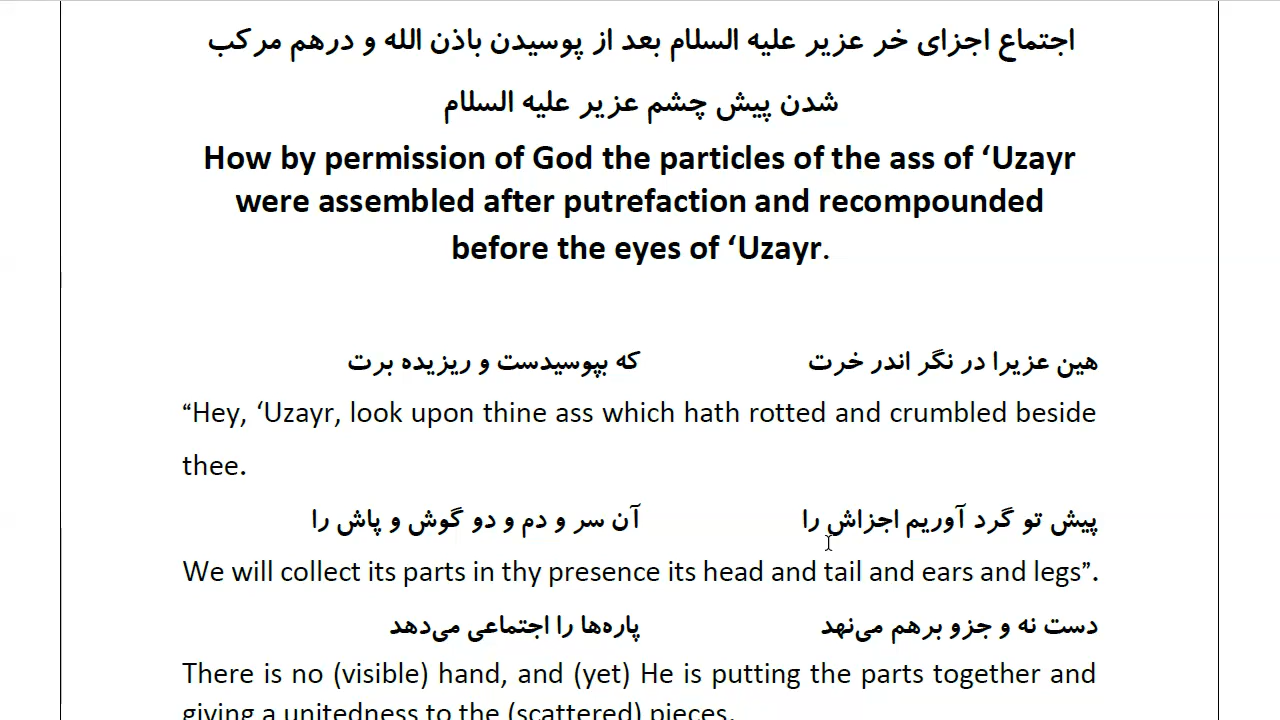 اجتماع اجزای خر عزیر علیه السلام بعد از پوسیدن باذن الله و درهم مرکب
شدن پیش چشم عزیر علیه السلام
How by permission of God the particles of the ass of ‘Uzayr
were assembled after putrefaction and recompounded
before the eyes of ‘Uzayr.
هین عزیرا در نگر اندر خرت که بپوسیدست و ریزیده برت
“Hey, ‘Uzayr, look upon thine ass which hath rotted and crumbled beside
thee.
پیش تو گرد آوریم اجزاش را آن سر و دم و دو گوش و پاش را
We will collect its parts in thy presence its head and tail and ears and legs”.
دست نه و جزو برهم می‌نهد پاره‌ها را اجتماعی می‌دهد
There is no (visible) hand, and (yet) He is putting the parts together and
giving a unitedness to the (scattered) pieces.